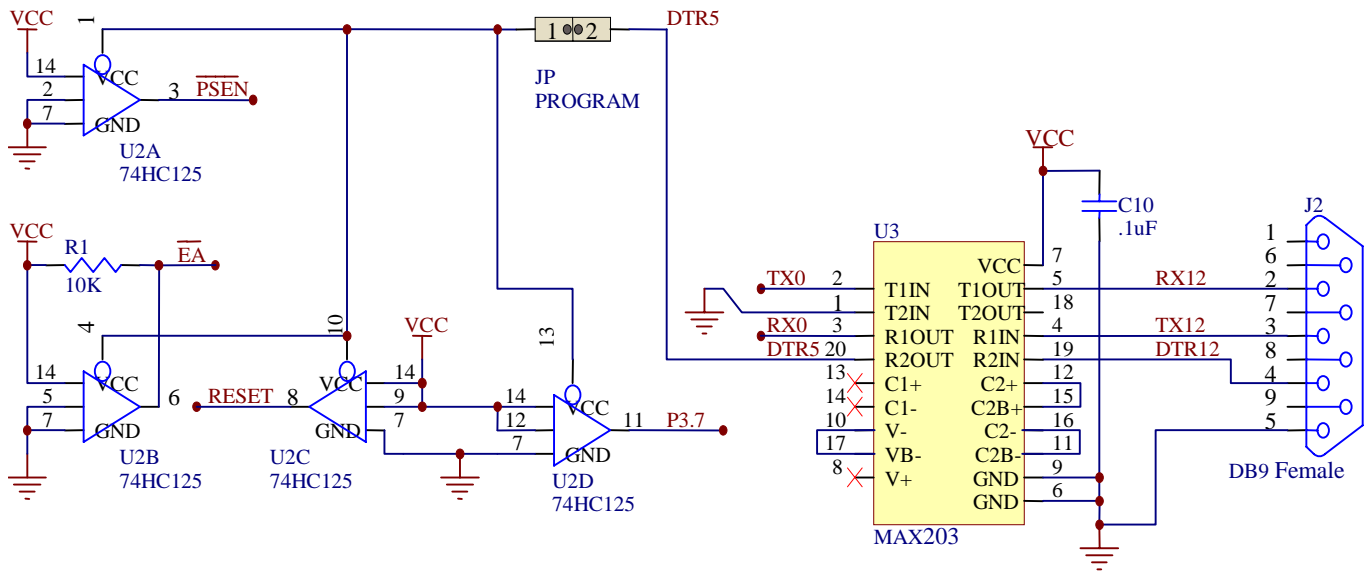 VCC
1
14
VCC
2
7
GND
3
PSEN
U2A
74HC125
1 2
JP
PROGRAM
DTR5
VCC
R1
10K
EA
4
14
VCC
5
7
GND
6
U2B
74HC125
RESET
8
10
VCC
14
9
7
GND
U2C
74HC125
VCC
13
14
VCC
12
7
GND
11
P3.7
U2D
74HC125
VCC
C10
.1uF
U3
TX0
2
T1IN
1
T2IN
RX0
3
R1OUT
DTR5
20
R2OUT
13
C1+
14
C1-
10
V-
17
VB-
8
V+
VCC
7
T1OUT
5
RX12
T2OUT
18
R1IN
4
TX12
R2IN
19
DTR12
C2+
12
C2B+
15
C2-
16
C2B-
11
GND
9
GND
6
MAX203
J2
1
6
2
7
3
8
4
9
5
DB9 Female